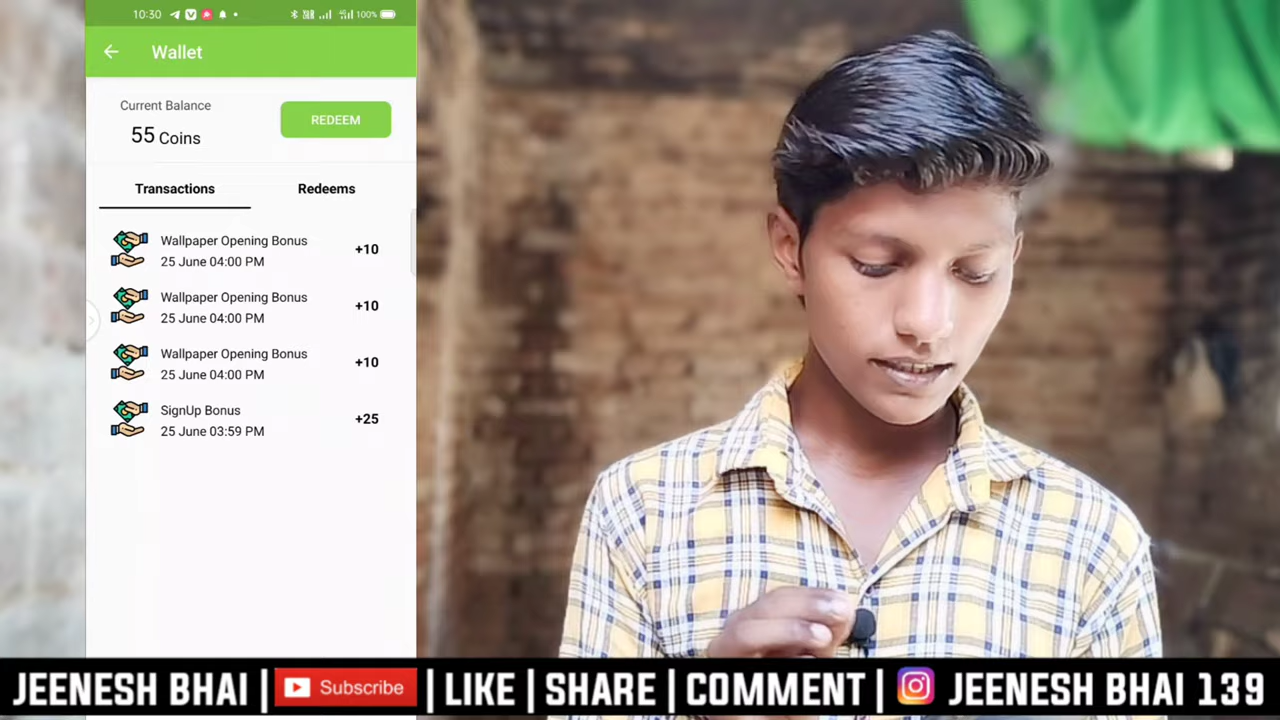 10:30
100%
Wallet
Current Balance
55 Coins
REDEEM
Transactions
Redeems
Wallpaper Opening Bonus
+10
25 June 04:00 PM
Wallpaper Opening Bonus
+10
25 June 04:00 PM
Wallpaper Opening Bonus
+10
25 June 04:00 PM
SignUp Bonus
+25
25 June 03:59 PM
JEENESH BHAI | Subscribe | LIKE | SHARE | COMMENT | JEENESH BHAI 139